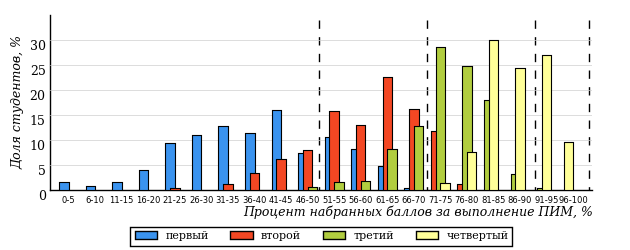 Доля студентов, %
30
25
20
15
10
5
0
0-5 6-10 11-15 16-20 21-25 26-30 31-35 36-40 41-45 46-50 51-55 56-60 61-65 66-70 71-75 76-80 81-85 86-90 91-95 96-100
Процент набранных баллов за выполнение ПИМ, %
первый второй третий четвертый